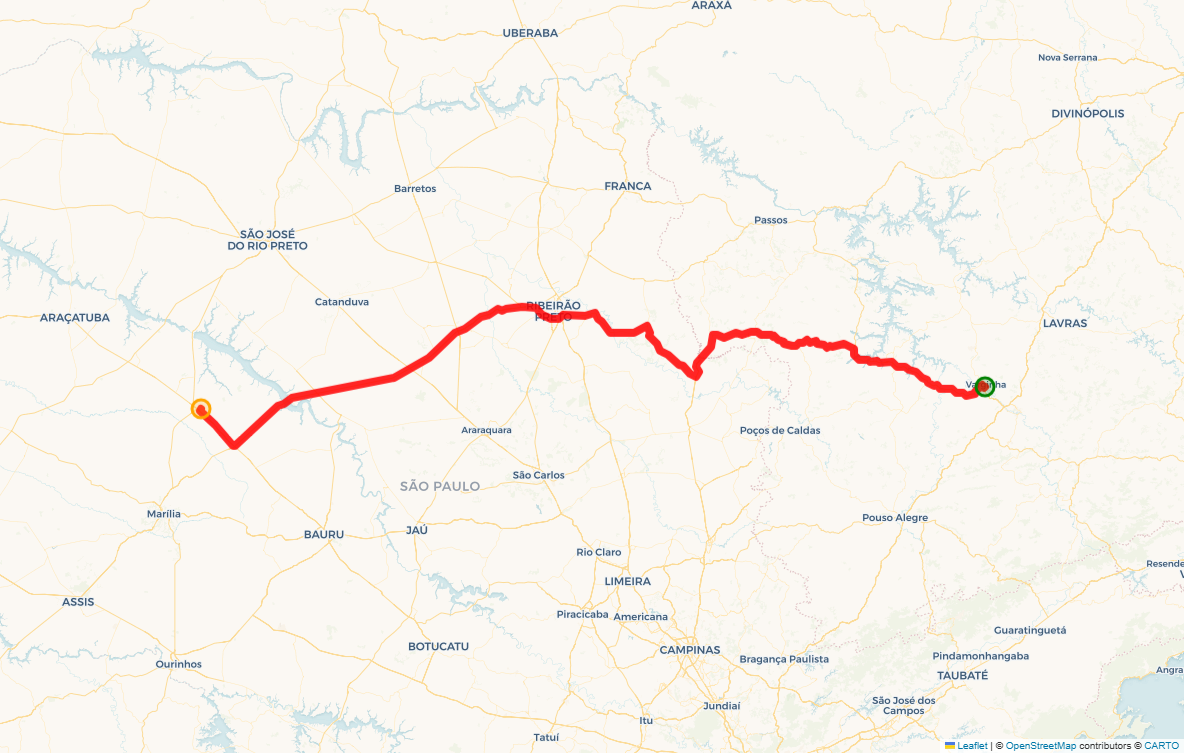 ARAXÁ
UBERABA
Nova Serrana
DIVINÓPOLIS
Barretos
FRANCA
Passos
SÃO JOSÉ
DO RIO PRETO
Catanduva
RIBEIRÃO
PRETO
ARAÇATUBA
LAVRAS
Varginha
Araraquara
Poços de Caldas
São Carlos
SÃO PAULO
Marília
Pouso Alegre
BAURU
JAÚ
Rio Claro
Resende
V
LIMEIRA
ASSIS
Piracicaba
Americana
Guaratinguetá
BOTUCATU
CAMPINAS
Bragança Paulista
Pindamonhangaba
Ourinhos
TAUBATÉ
Angra
São José dos
Campos
Jundiaí
Itu
Tatuí
Leaflet | © OpenStreetMap contributors © CARTO